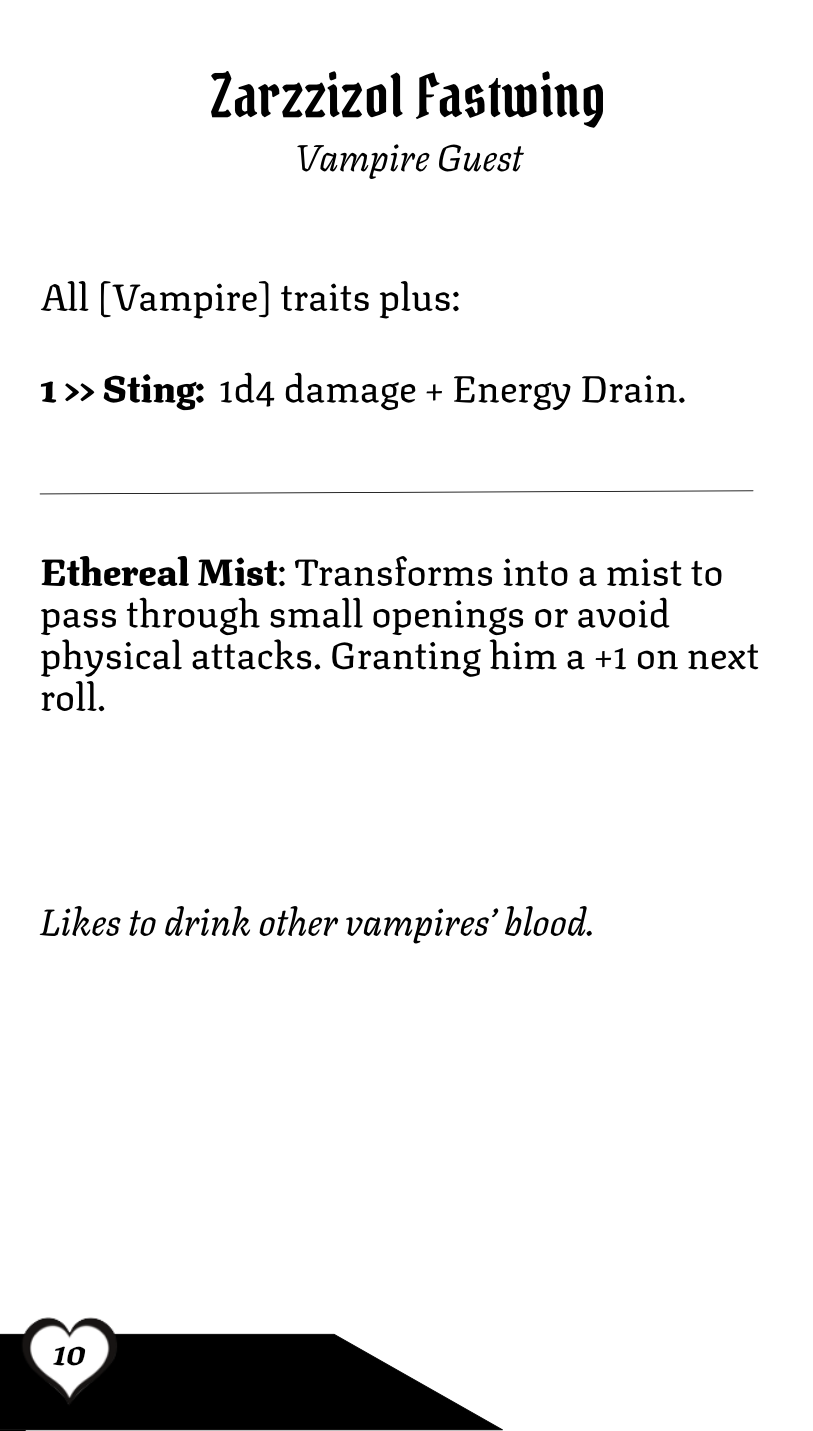 Zarzzizol Fastwing
Vampire Guest
All [Vampire] traits plus:
1 >> Sting: 1d4 damage + Energy Drain.
Ethereal Mist: Transforms into a mist to
pass through small openings or avoid
physical attacks. Granting him a +1 on next
roll.
Likes to drink other vampires’ blood.
10